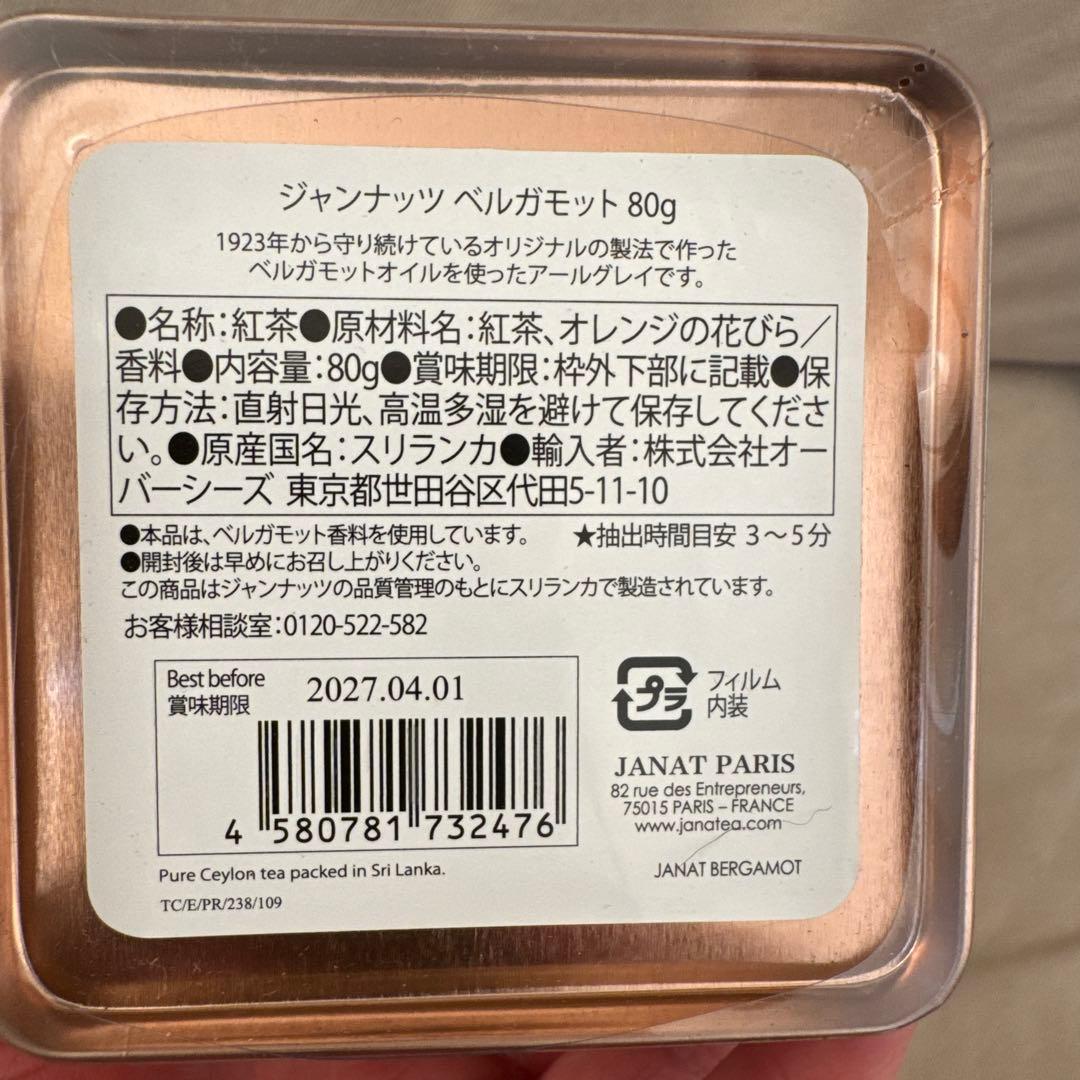 ジャンナッツ ベルガモット 80g
1923年から守り続けているオリジナルの製法で作った
ベルガモットオイルを使ったアールグレイです。
●名称：紅茶●原材料名：紅茶、オレンジの花びら／
香料●内容量：80g●賞味期限：枠外下部に記載●保
存方法：直射日光、高温多湿を避けて保存してくださ
い。●原産国名：スリランカ●輸入者：株式会社オー
バーシーズ 東京都世田谷区代田5-11-10
●本品は、ベルガモット香料を使用しています。 ★抽出時間目安 3～5分
●開封後は早めにお召し上がりください。
この商品はジャンナッツの品質管理のもとにスリランカで製造されています。
お客様相談室：0120-522-582
Best before
賞味期限
2027.04.01
4 580781 732476
プラ
フィルム
内装
JANAT PARIS
82 rue des Entrepreneurs,
75015 PARIS – FRANCE
www.janatea.com
Pure Ceylon tea packed in Sri Lanka.
JANAT BERGAMOT
TC/E/PR/238/109